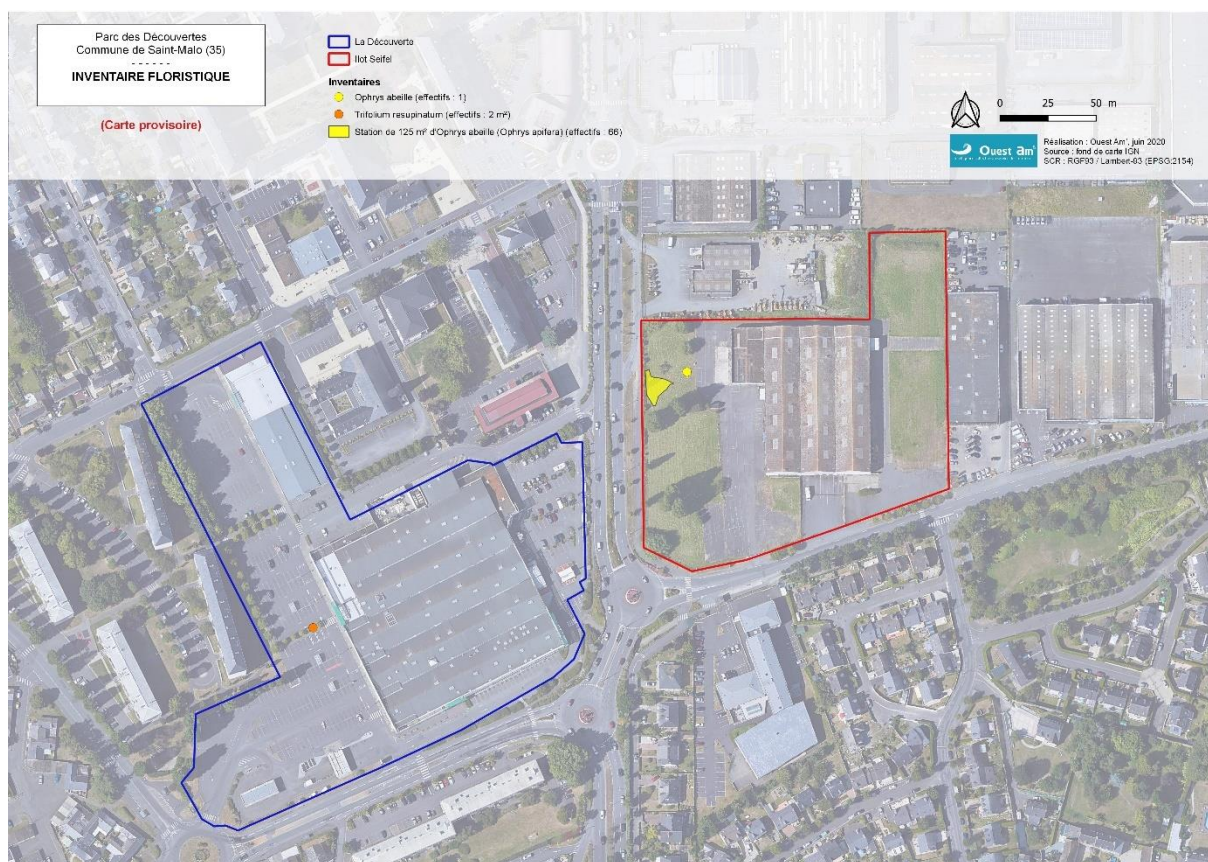 Parc des Découvertes
Commune de Saint-Malo (35)
- - - - - -
INVENTAIRE FLORISTIQUE
(Carte provisoire)
La Découverte
Ilot Seifel
Inventaires
Ophrys abeille (effectifs : 1)
Trifolium resupinatum (effectifs : 2 m²)
Station de 125 m² d'Ophrys abeille (Ophrys apifera) (effectifs : 66)
0 25 50 m
Ouest am'
Réalisation : Ouest Am', juin 2020
Source : fond de carte IGN
SCR : RGF93 / Lambert-93 (EPSG:2154)